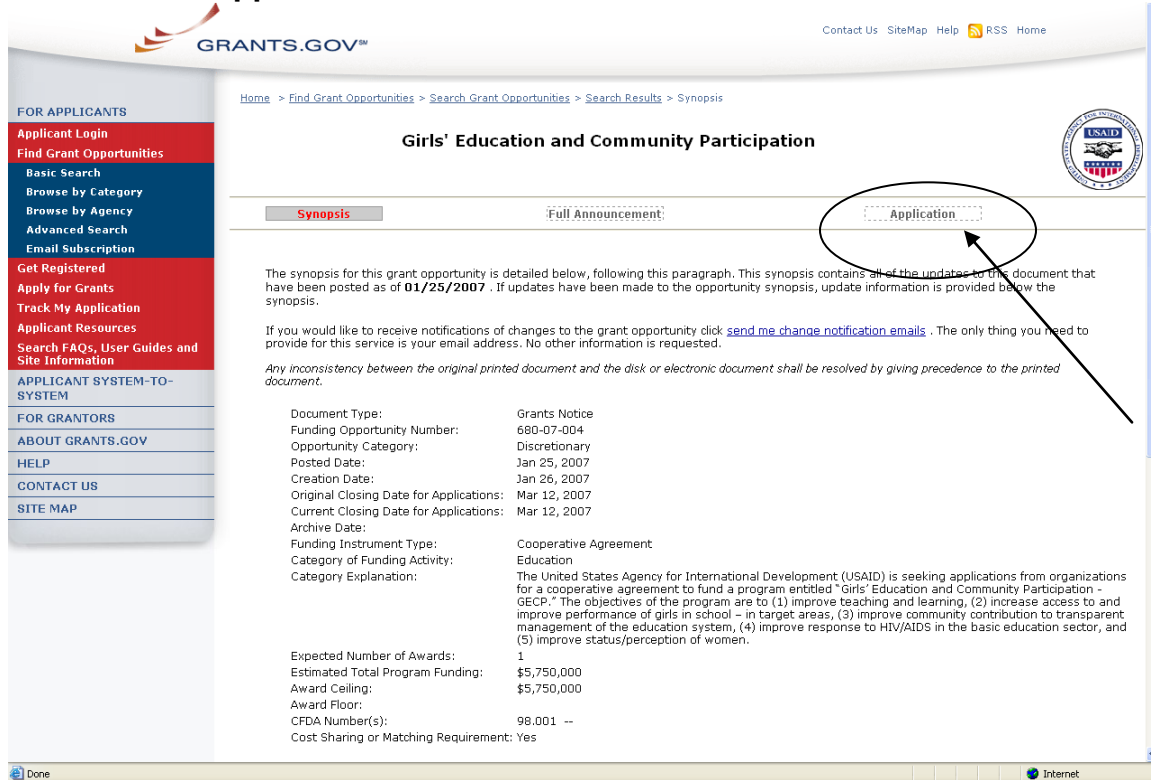 GRANTS.GOV℠
Contact Us SiteMap Help RSS Home
Home > Find Grant Opportunities > Search Grant Opportunities > Search Results > Synopsis
FOR APPLICANTS
Applicant Login
Find Grant Opportunities
Basic Search
Browse by Category
Browse by Agency
Advanced Search
Email Subscription
Get Registered
Apply for Grants
Track My Application
Applicant Resources
Search FAQs, User Guides and
Site Information
APPLICANT SYSTEM-TO-
SYSTEM
FOR GRANTORS
ABOUT GRANTS.GOV
HELP
CONTACT US
SITE MAP
Girls' Education and Community Participation
USAID
Synopsis Full Announcement Application
The synopsis for this grant opportunity is detailed below, following this paragraph. This synopsis contains all of the updates to this document that
have been posted as of 01/25/2007 . If updates have been made to the opportunity synopsis, update information is provided below the
synopsis.
If you would like to receive notifications of changes to the grant opportunity click send me change notification emails . The only thing you need to
provide for this service is your email address. No other information is requested.
Any inconsistency between the original printed document and the disk or electronic document shall be resolved by giving precedence to the printed
document.
Document Type: Grants Notice
Funding Opportunity Number: 680-07-004
Opportunity Category: Discretionary
Posted Date: Jan 25, 2007
Creation Date: Jan 26, 2007
Original Closing Date for Applications: Mar 12, 2007
Current Closing Date for Applications: Mar 12, 2007
Archive Date:
Funding Instrument Type: Cooperative Agreement
Category of Funding Activity: Education
Category Explanation: The United States Agency for International Development (USAID) is seeking applications from organizations
for a cooperative agreement to fund a program entitled "Girls' Education and Community Participation -
GECP." The objectives of the program are to (1) improve teaching and learning, (2) increase access to and
improve performance of girls in school – in target areas, (3) improve community contribution to transparent
management of the education system, (4) improve response to HIV/AIDS in the basic education sector, and
(5) improve status/perception of women.
Expected Number of Awards: 1
Estimated Total Program Funding: $5,750,000
Award Ceiling: $5,750,000
Award Floor:
CFDA Number(s): 98.001 --
Cost Sharing or Matching Requirement: Yes
Done Internet